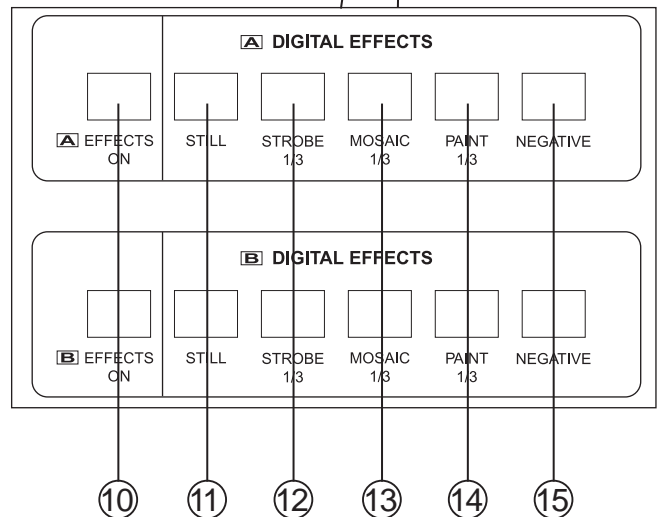 A DIGITAL EFFECTS
A EFFECTS ON
STILL
STROBE 1/3
MOSAIC 1/3
PAINT 1/3
NEGATIVE
B DIGITAL EFFECTS
B EFFECTS ON
STILL
STROBE 1/3
MOSAIC 1/3
PAINT 1/3
NEGATIVE
⑩ ⑪ ⑫ ⑬ ⑭ ⑮